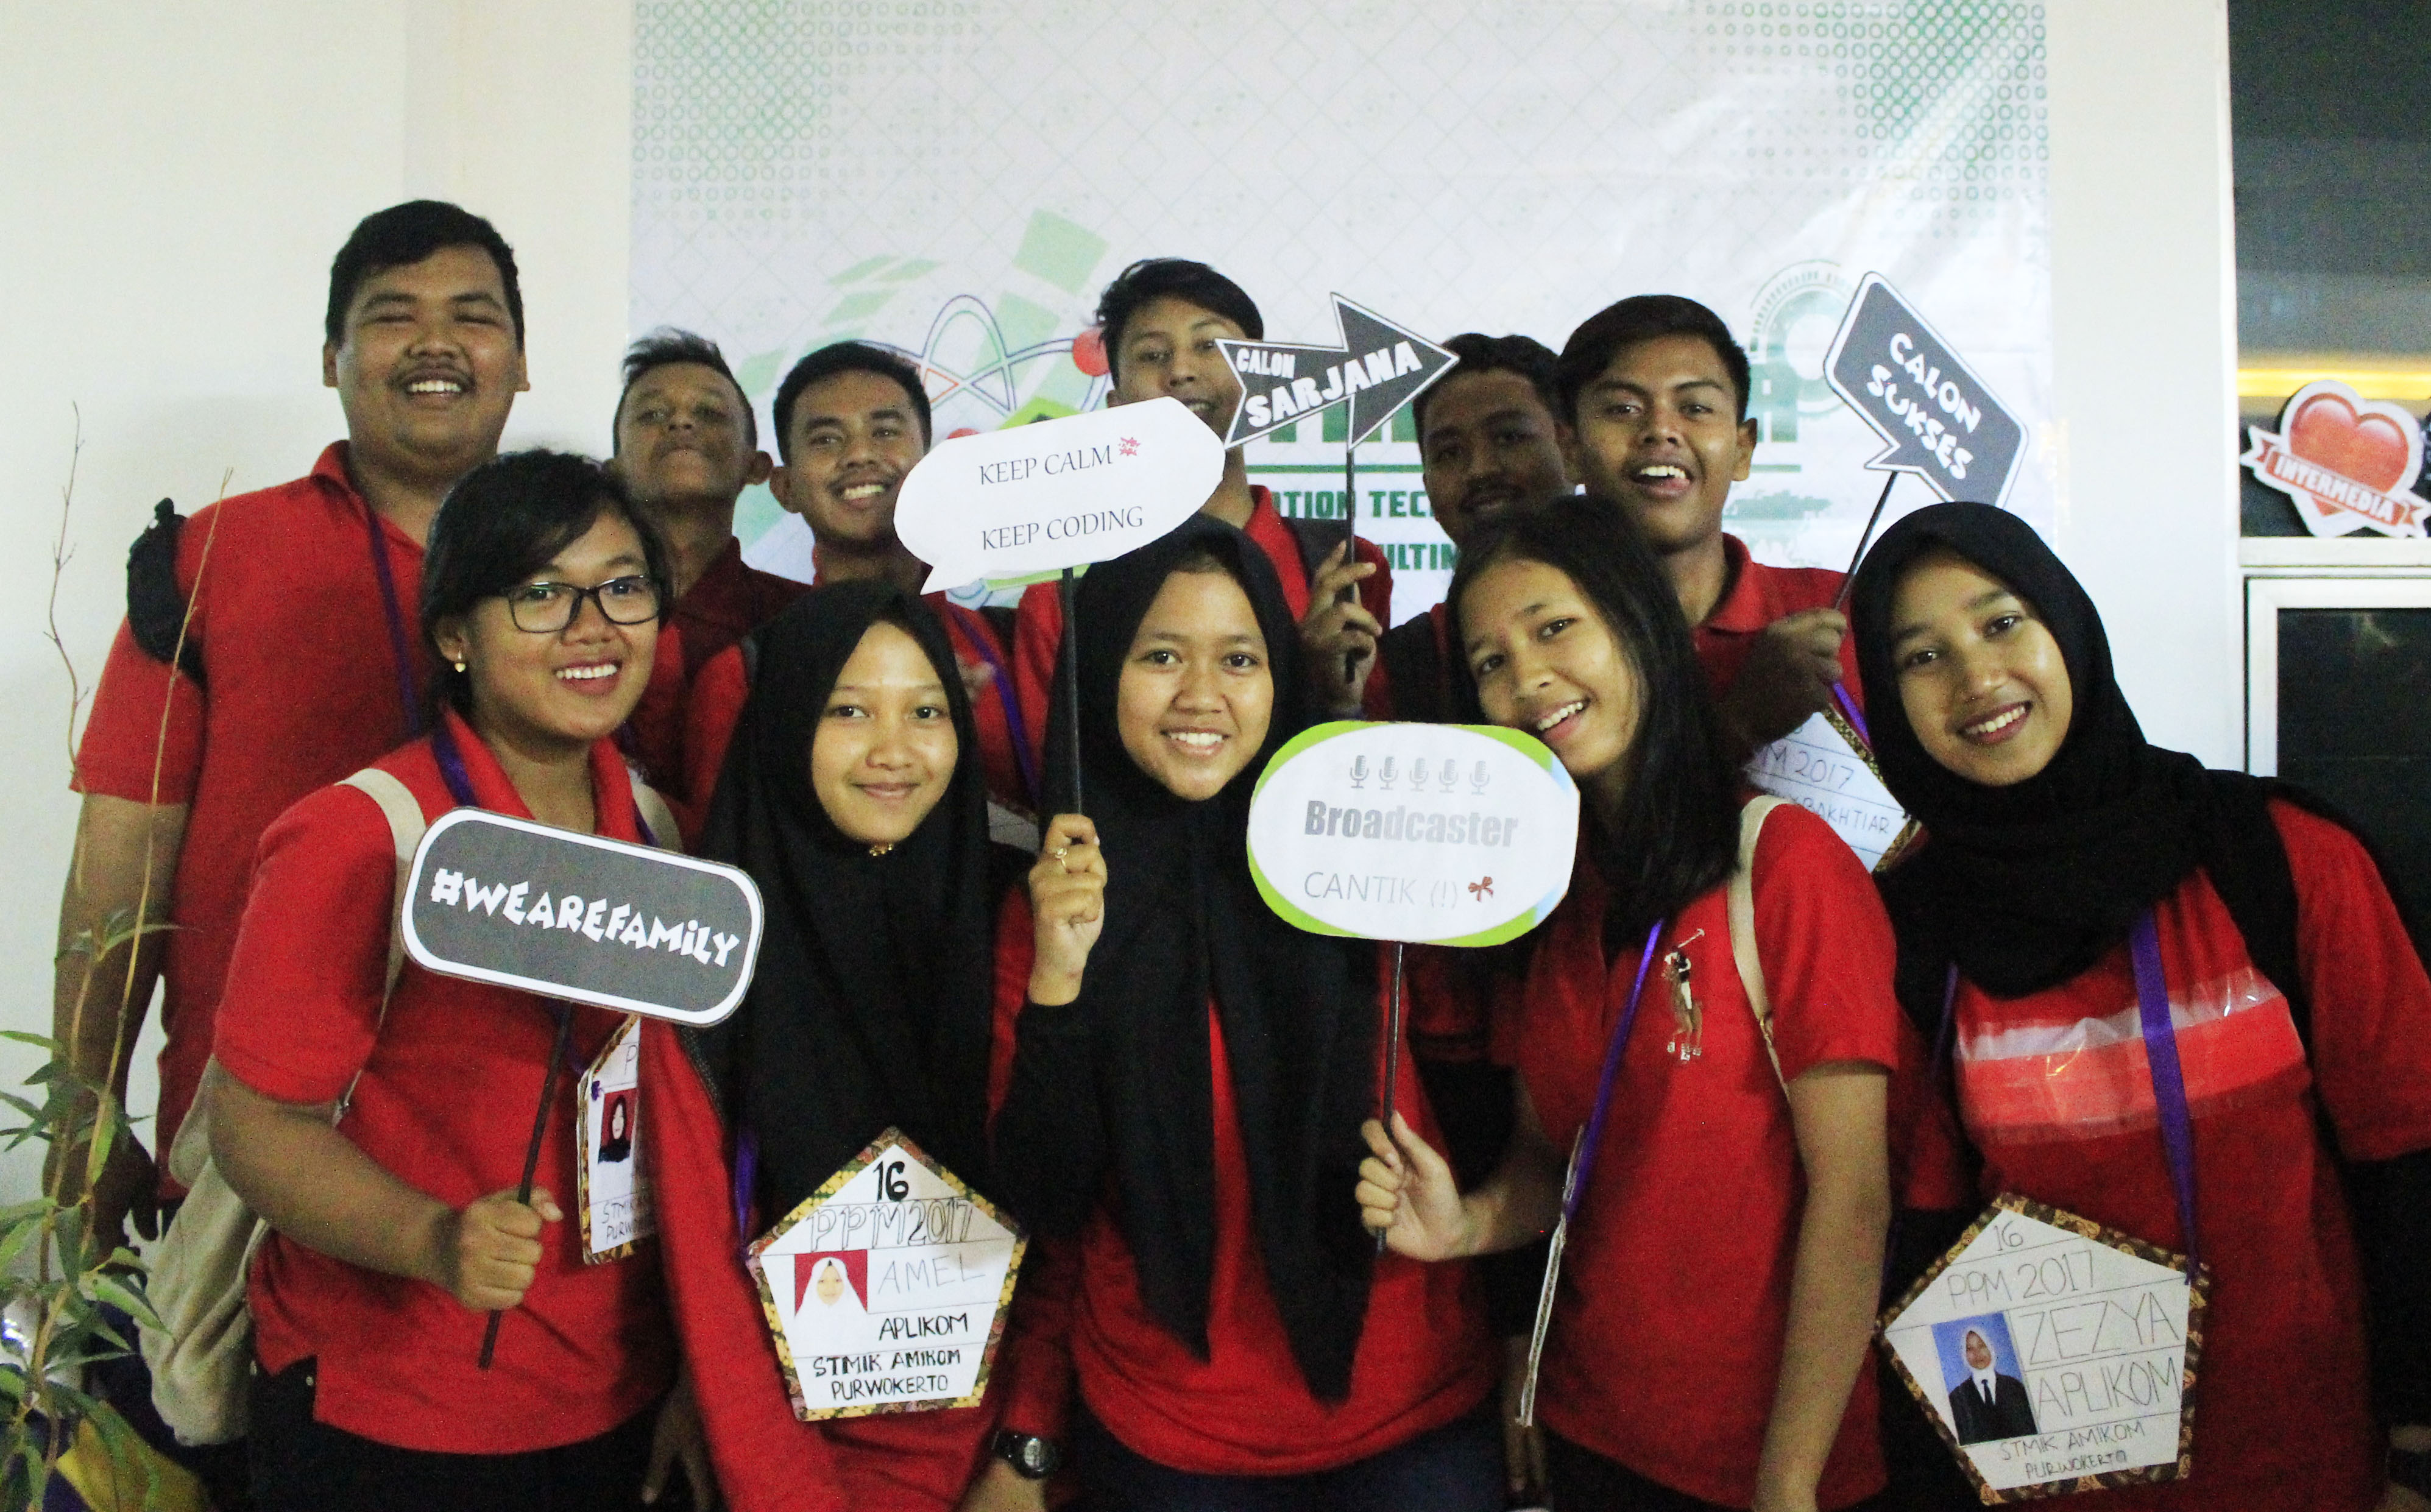 CALON
SARJANA
CALON
SUKSES
KEEP CALM
KEEP CODING
INTERMEDIA
Broadcaster
CANTIK (!)
#WEAREFAMiLY
M 2017
BAKHTIAR
16
PPM2017
AMEL
APLIKOM
STMIK AMIKOM
PURWOKERTO
16
PPM 2017
ZEZYA
APLIKOM
STMIK AMIKOM
PURWOKERTO